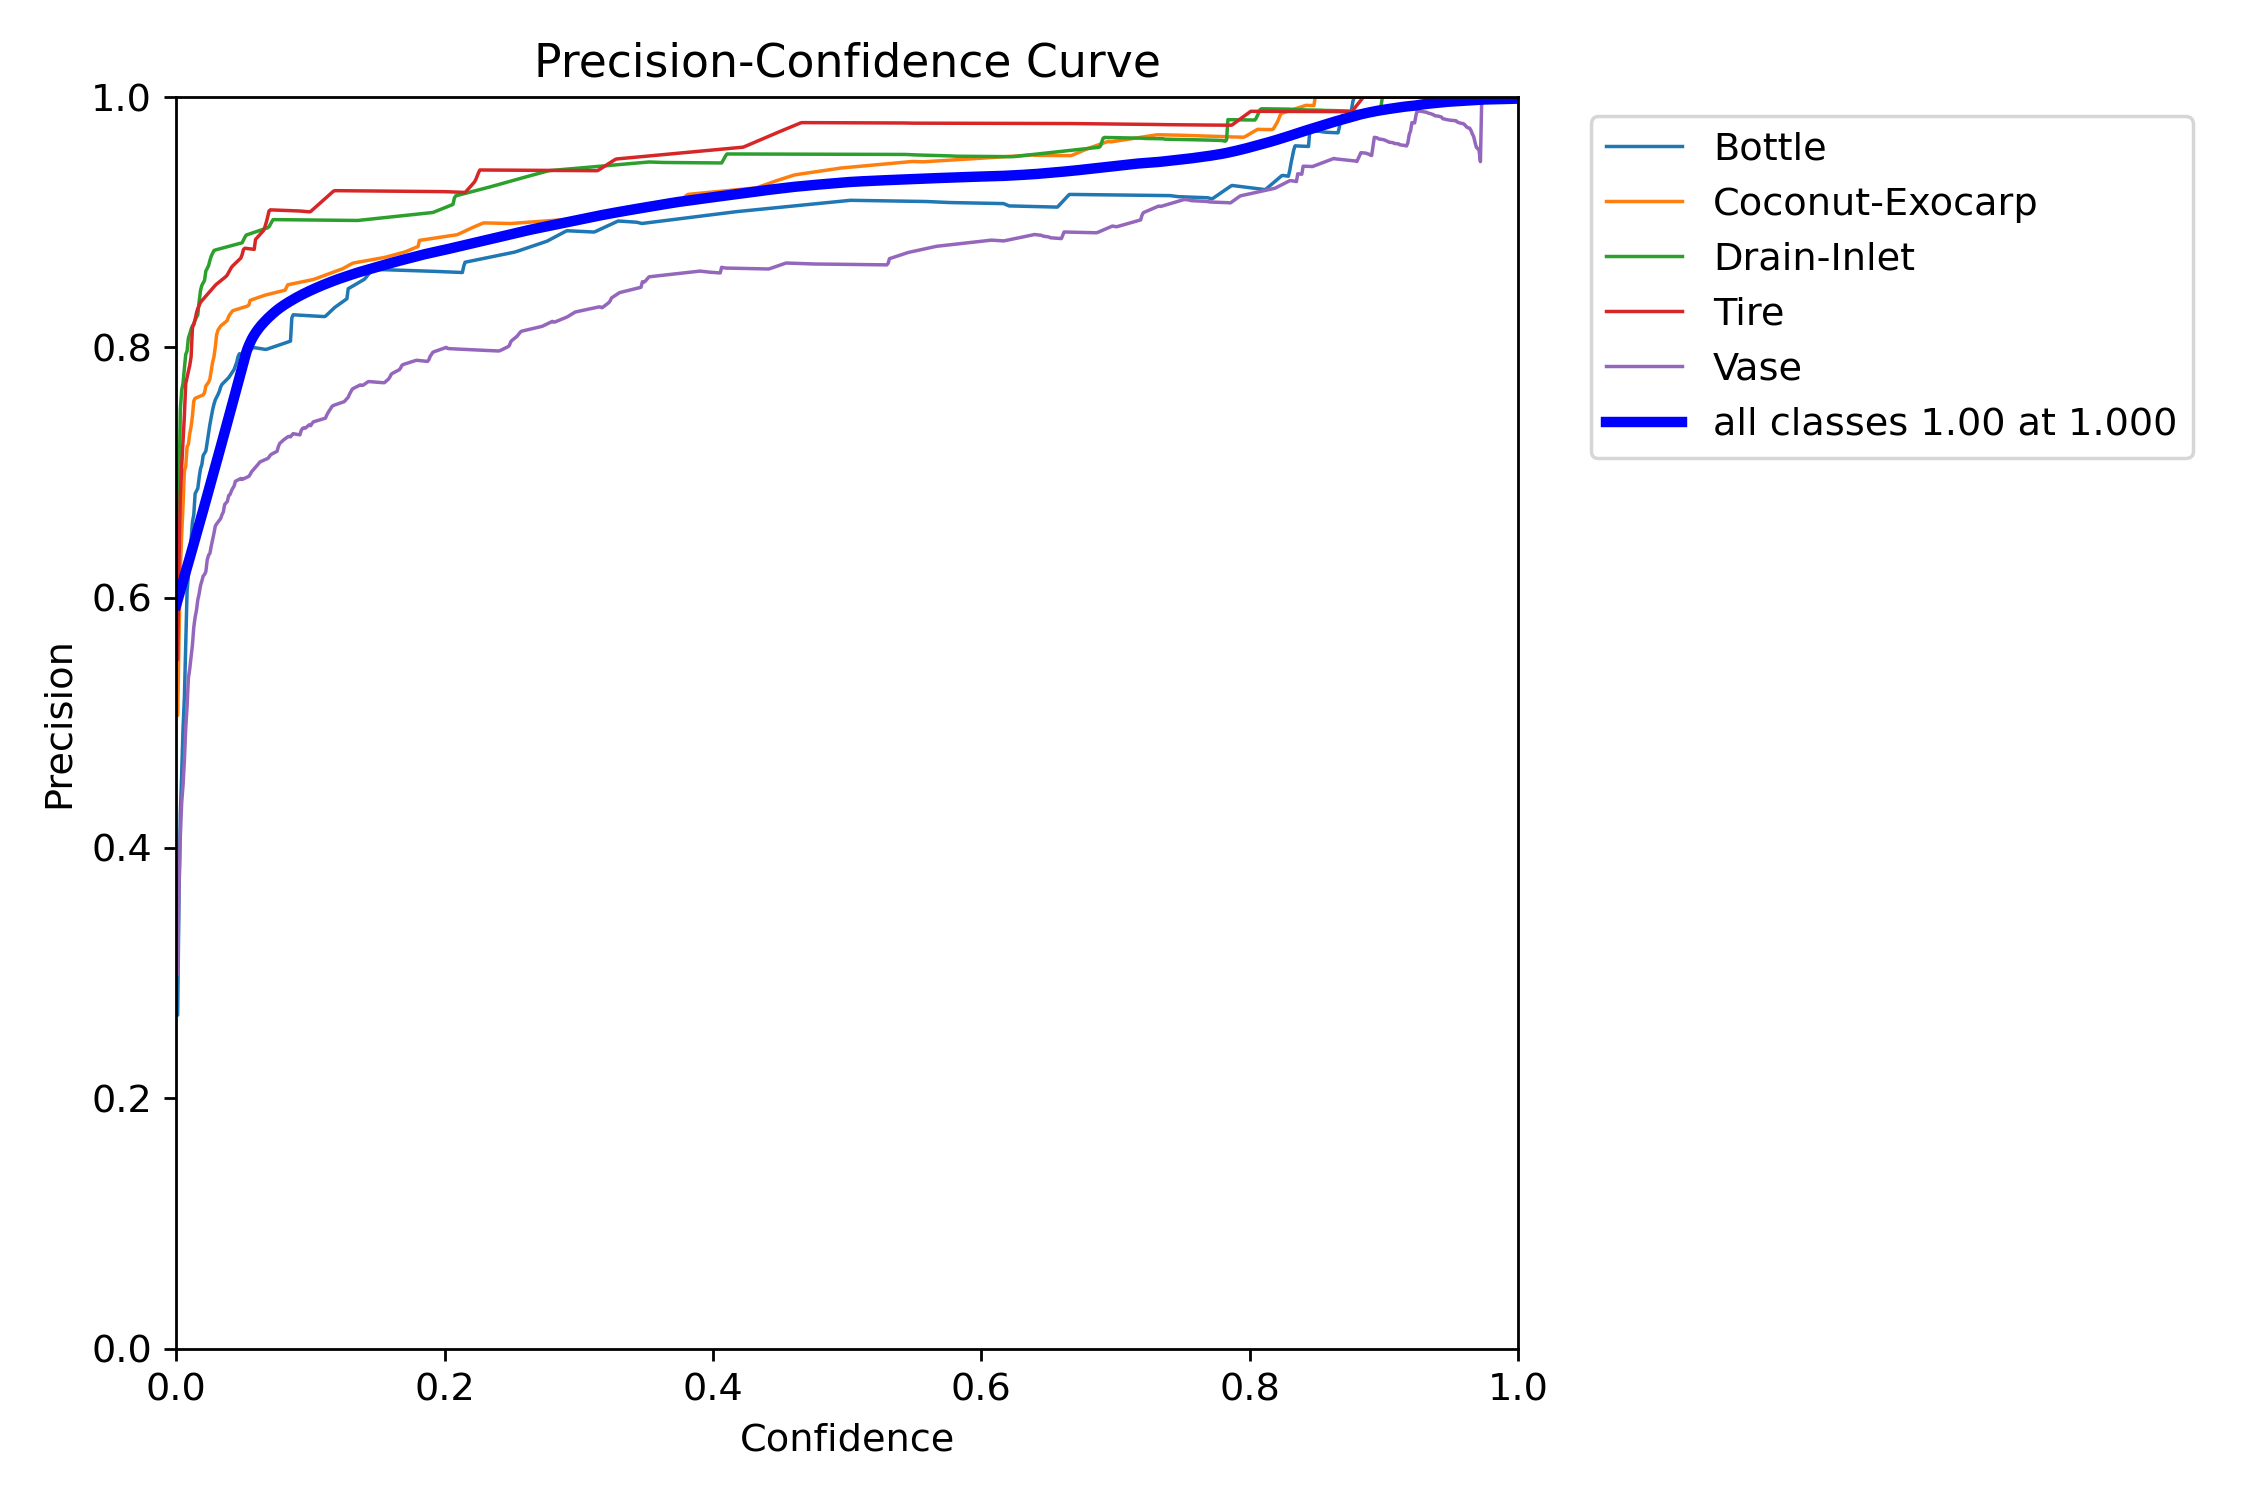 Precision-Confidence Curve
1.0
0.8
0.6
0.4
0.2
0.0
Precision
0.0 0.2 0.4 0.6 0.8 1.0
Confidence
Bottle
Coconut-Exocarp
Drain-Inlet
Tire
Vase
all classes 1.00 at 1.000